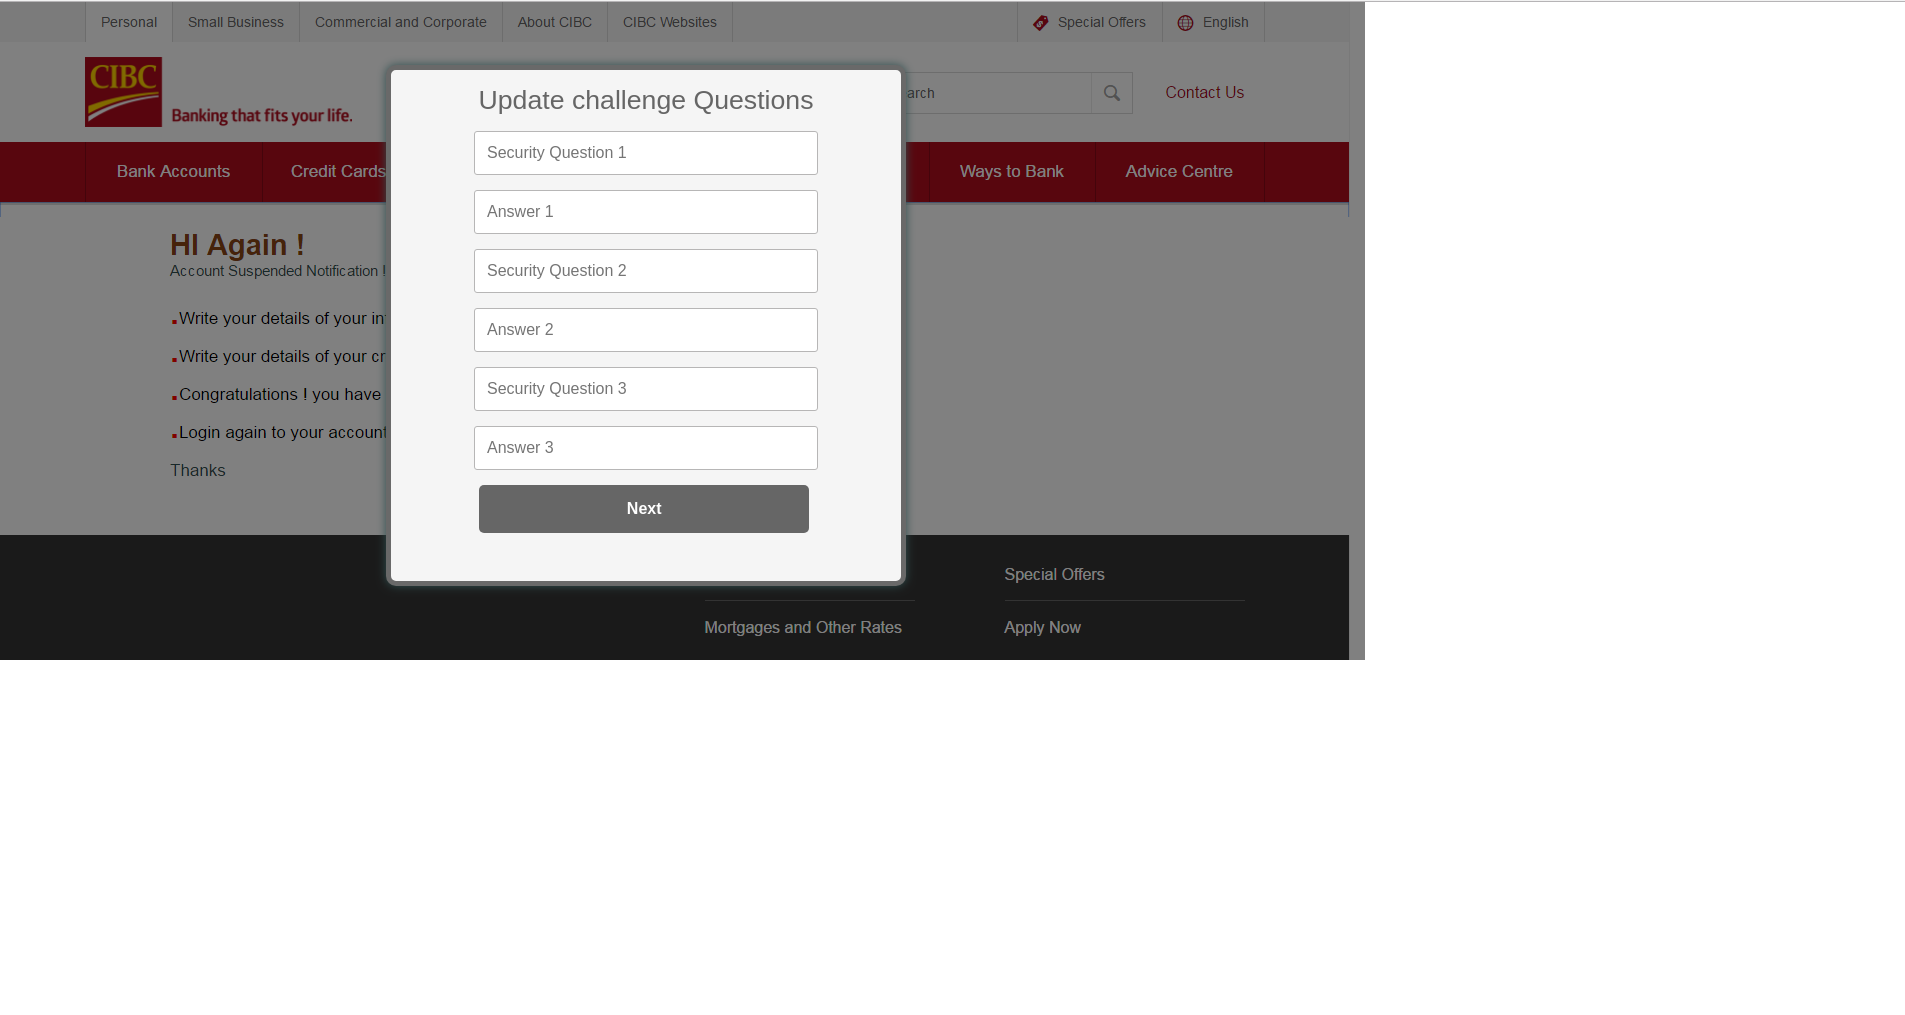 Personal Small Business Commercial and Corporate About CIBC CIBC Websites Special Offers English
CIBC
Banking that fits your life.
arch
Contact Us
Bank Accounts Credit Cards Ways to Bank Advice Centre
Update challenge Questions
Security Question 1
Answer 1
Security Question 2
Answer 2
Security Question 3
Answer 3
Next
HI Again !
Account Suspended Notification !
.Write your details of your in
.Write your details of your cr
.Congratulations ! you have
.Login again to your account
Thanks
Special Offers
Mortgages and Other Rates Apply Now